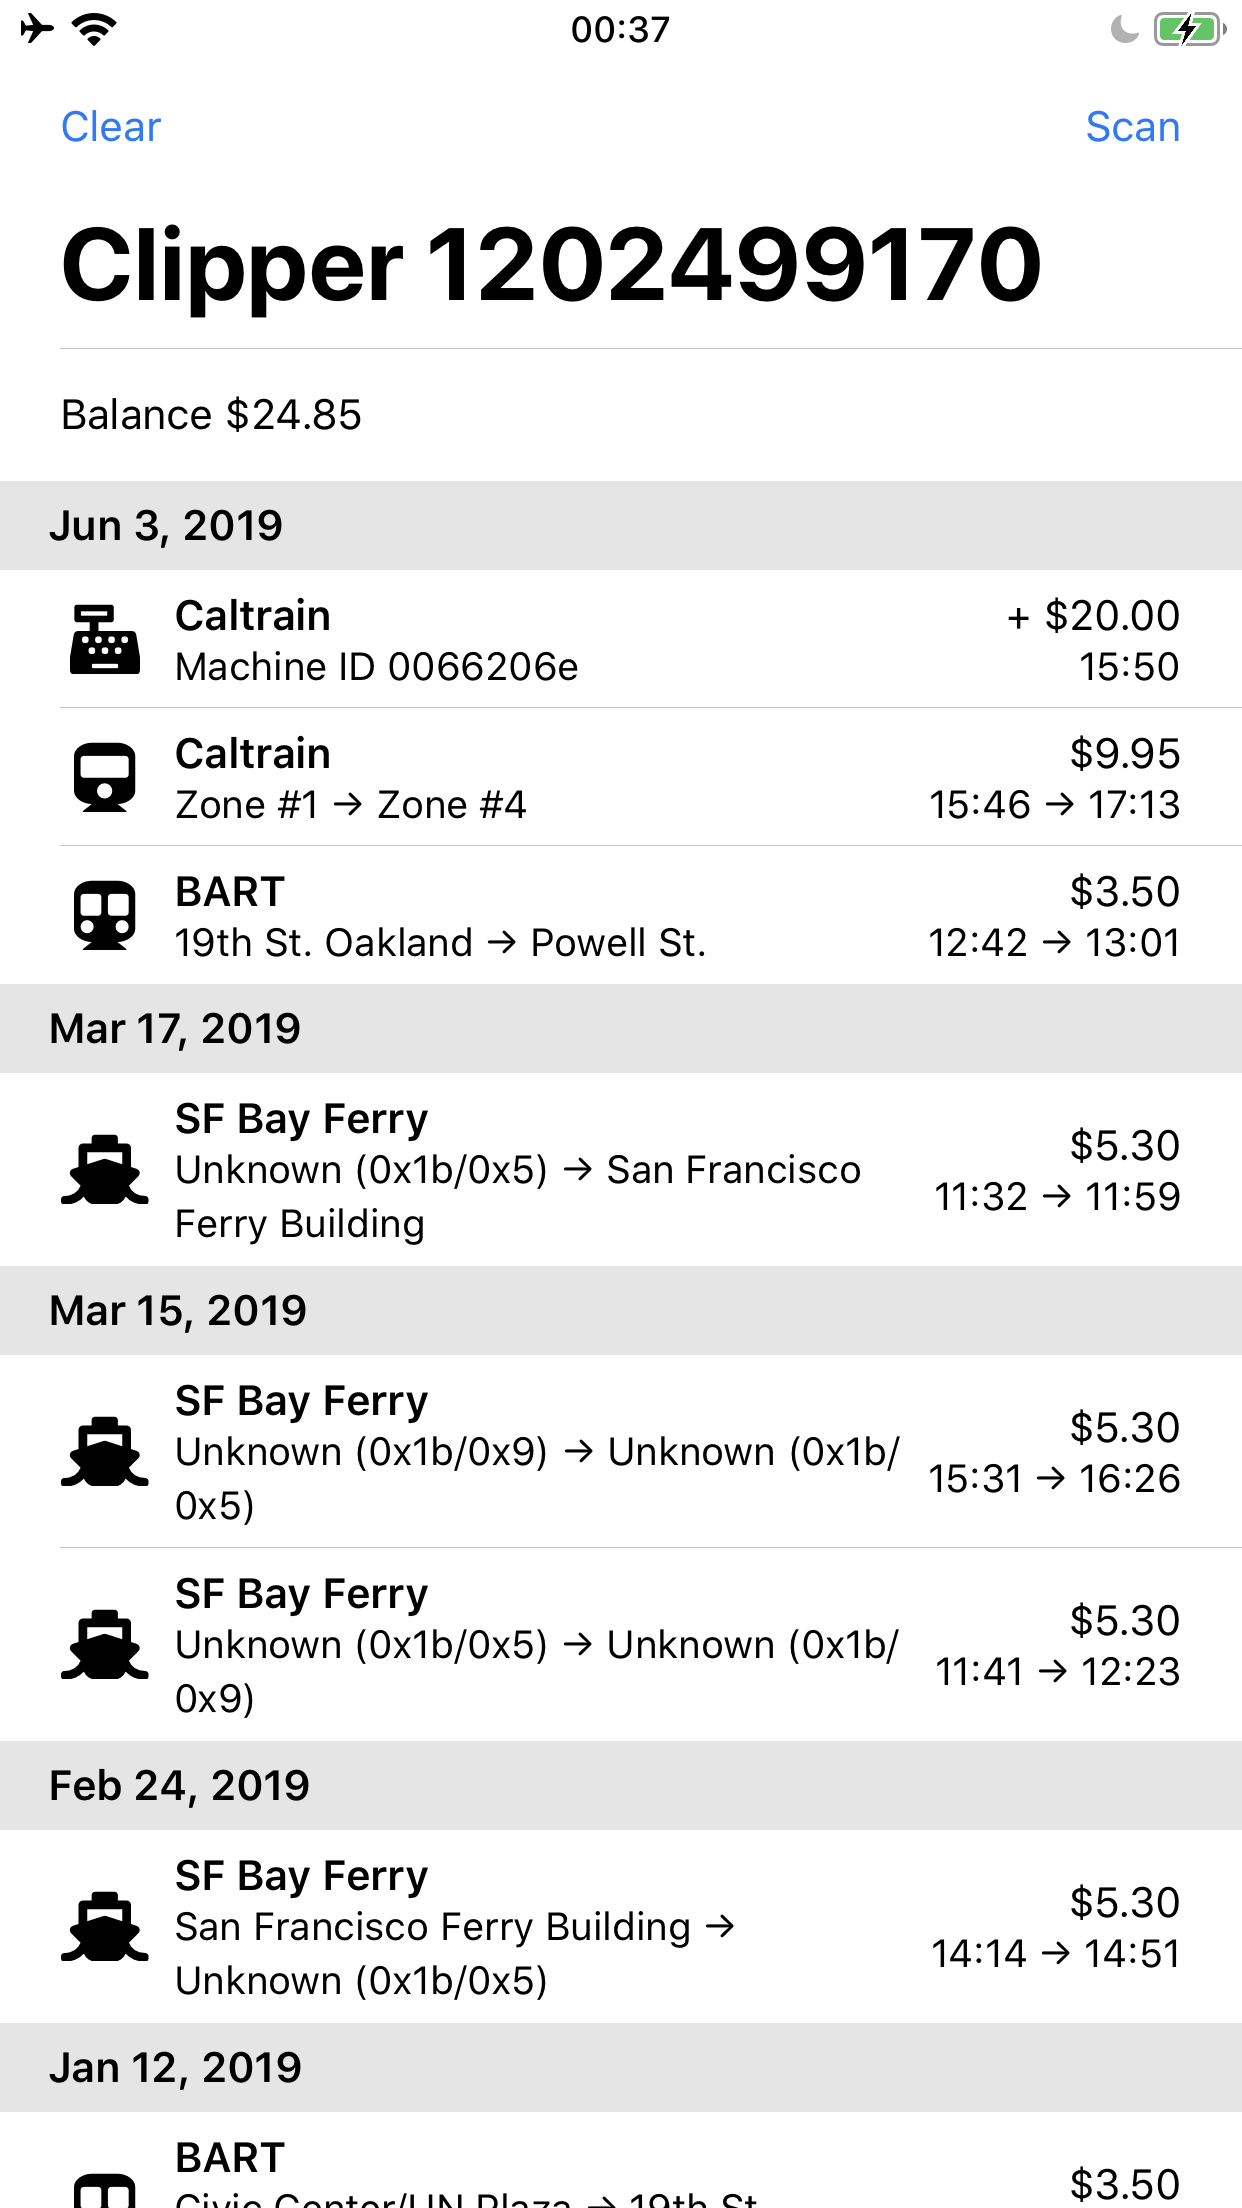 00:37
Clear Scan
Clipper 1202499170
Balance $24.85
Jun 3, 2019
Caltrain + $20.00
Machine ID 0066206e 15:50
Caltrain $9.95
Zone #1 → Zone #4 15:46 → 17:13
BART $3.50
19th St. Oakland → Powell St. 12:42 → 13:01
Mar 17, 2019
SF Bay Ferry
Unknown (0x1b/0x5) → San Francisco
Ferry Building
$5.30
11:32 → 11:59
Mar 15, 2019
SF Bay Ferry
Unknown (0x1b/0x9) → Unknown (0x1b/
0x5)
$5.30
15:31 → 16:26
SF Bay Ferry
Unknown (0x1b/0x5) → Unknown (0x1b/
0x9)
$5.30
11:41 → 12:23
Feb 24, 2019
SF Bay Ferry
San Francisco Ferry Building →
Unknown (0x1b/0x5)
$5.30
14:14 → 14:51
Jan 12, 2019
BART
$3.50
Civic Center/UN Plaza → 19th St.